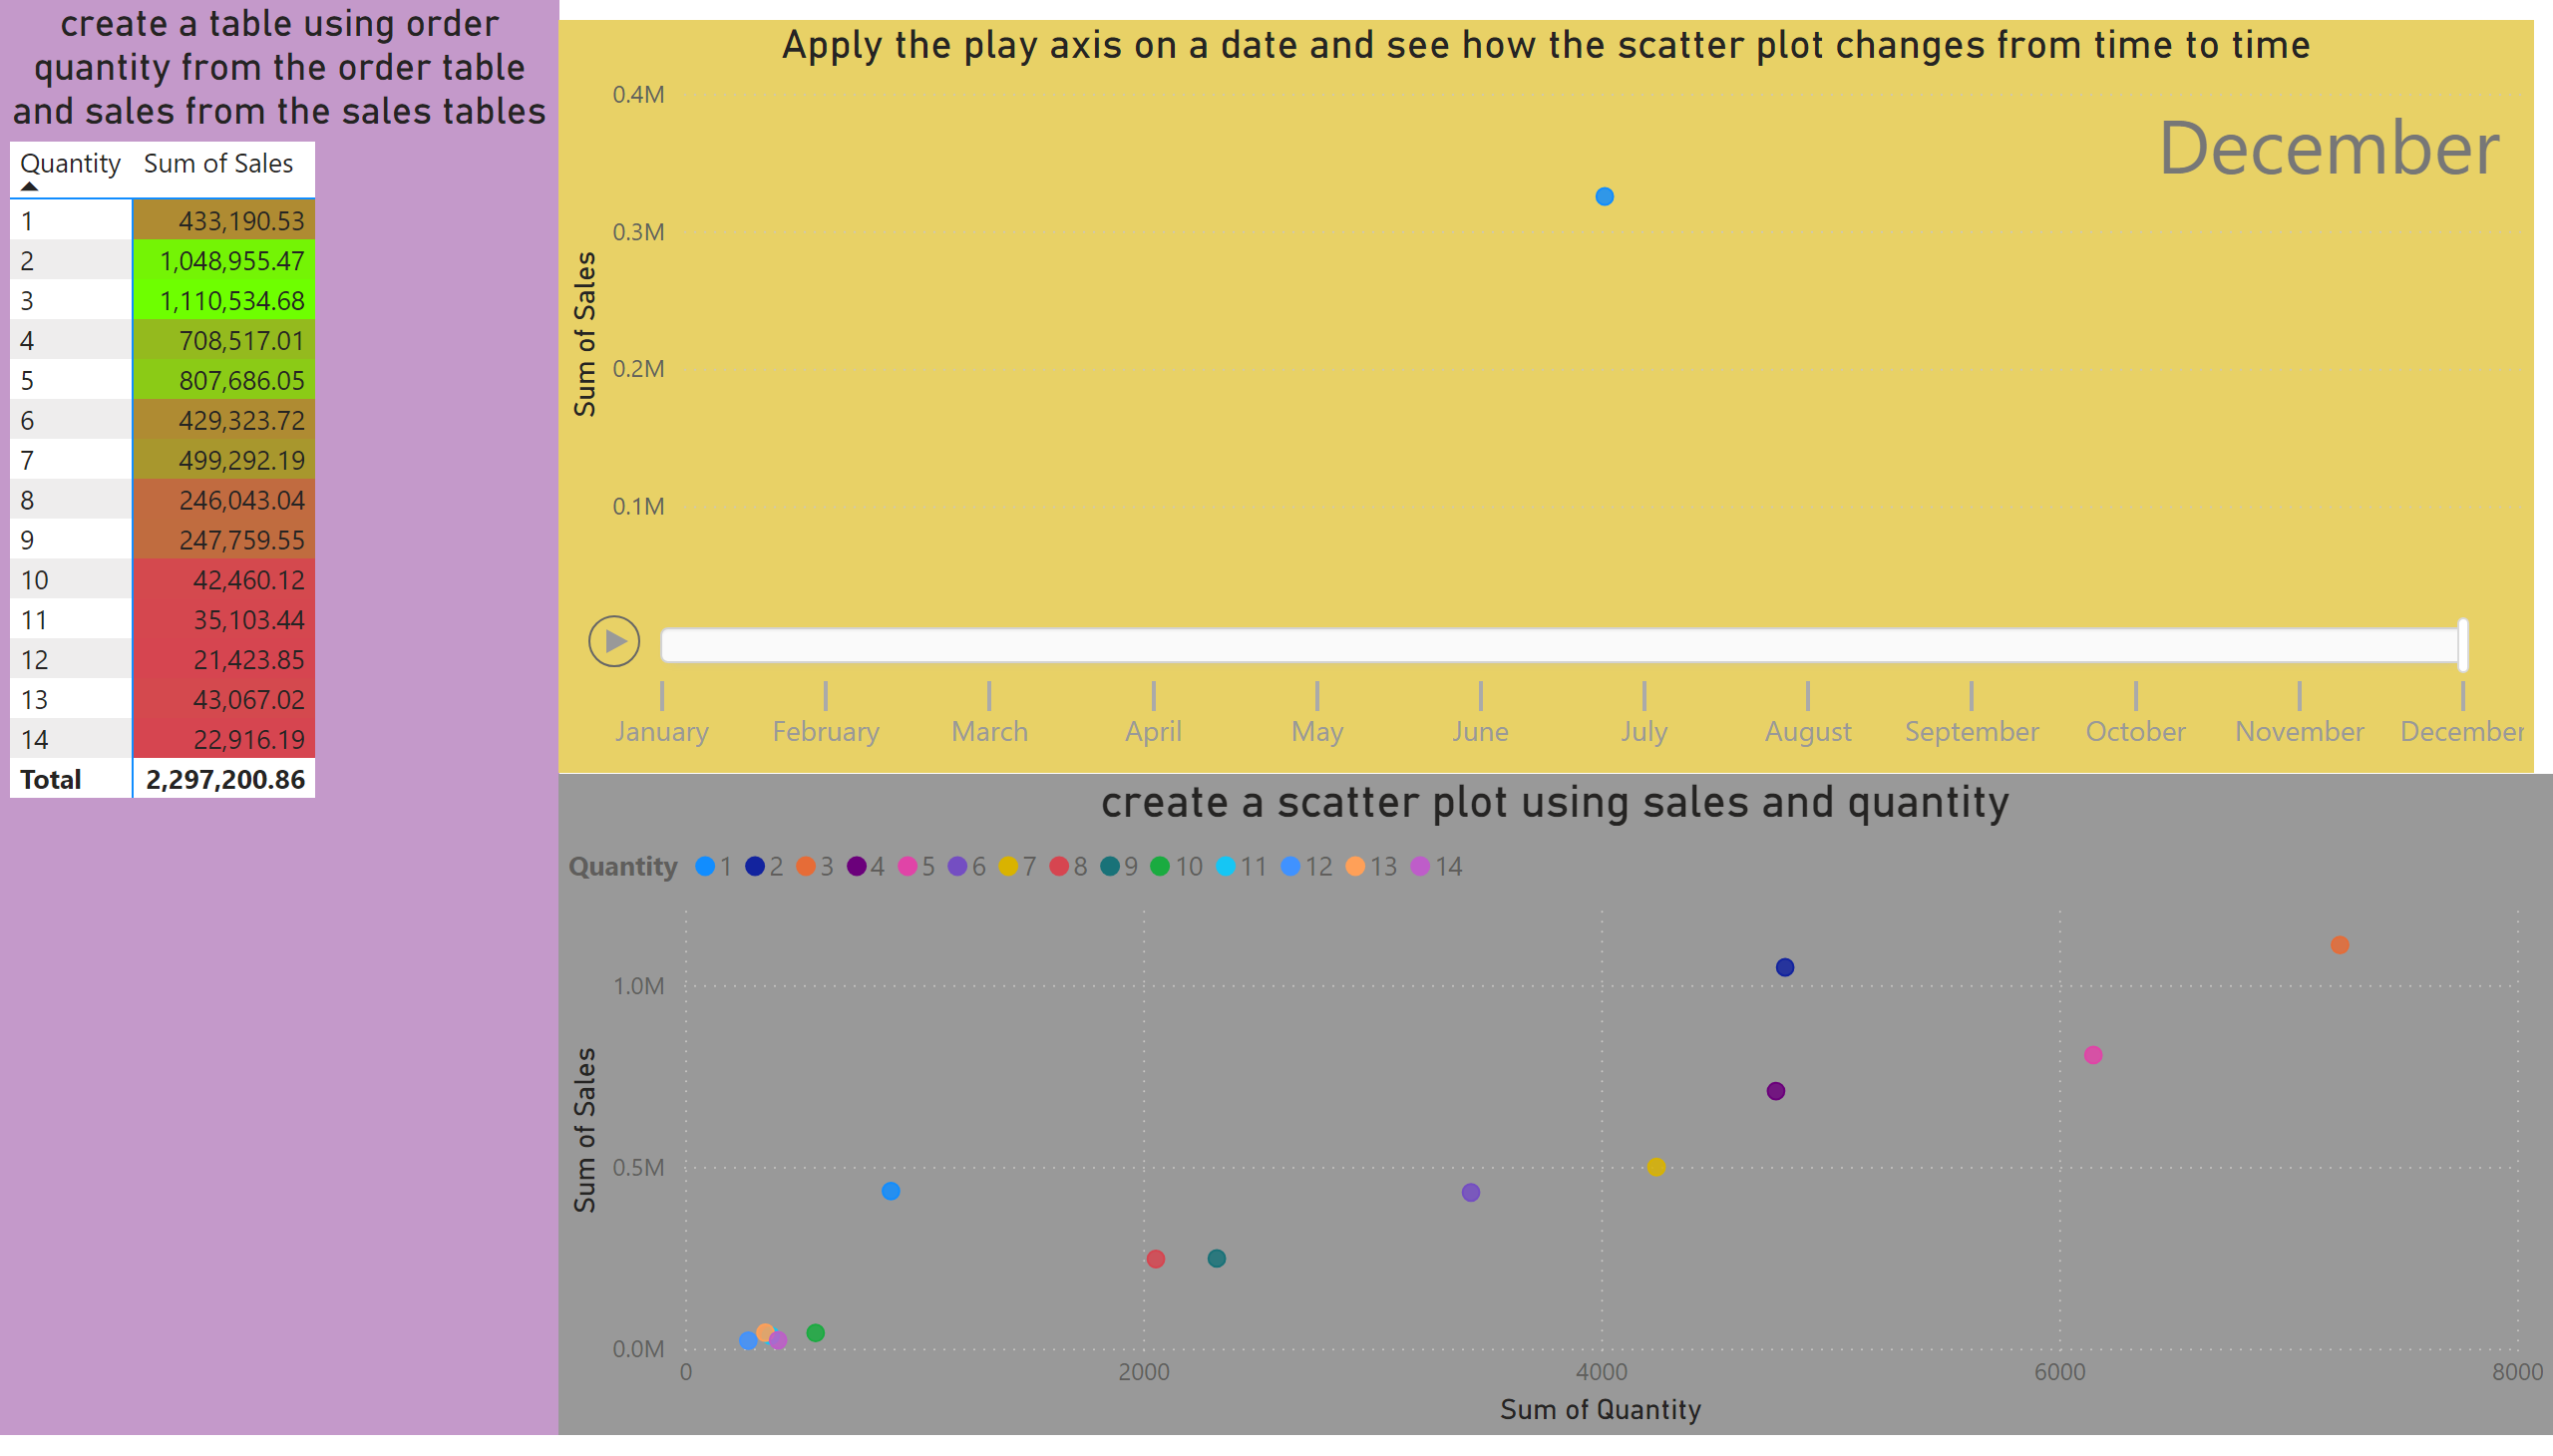 create a table using order
quantity from the order table
and sales from the sales tables
Quantity Sum of Sales
1 433,190.53
2 1,048,955.47
3 1,110,534.68
4 708,517.01
5 807,686.05
6 429,323.72
7 499,292.19
8 246,043.04
9 247,759.55
10 42,460.12
11 35,103.44
12 21,423.85
13 43,067.02
14 22,916.19
Total 2,297,200.86
Apply the play axis on a date and see how the scatter plot changes from time to time
December
0.4M
0.3M
0.2M
0.1M
Sum of Sales
January February March April May June July August September October November December
create a scatter plot using sales and quantity
Quantity 1 2 3 4 5 6 7 8 9 10 11 12 13 14
1.0M
0.5M
0.0M
Sum of Sales
0 2000 4000 6000 8000
Sum of Quantity